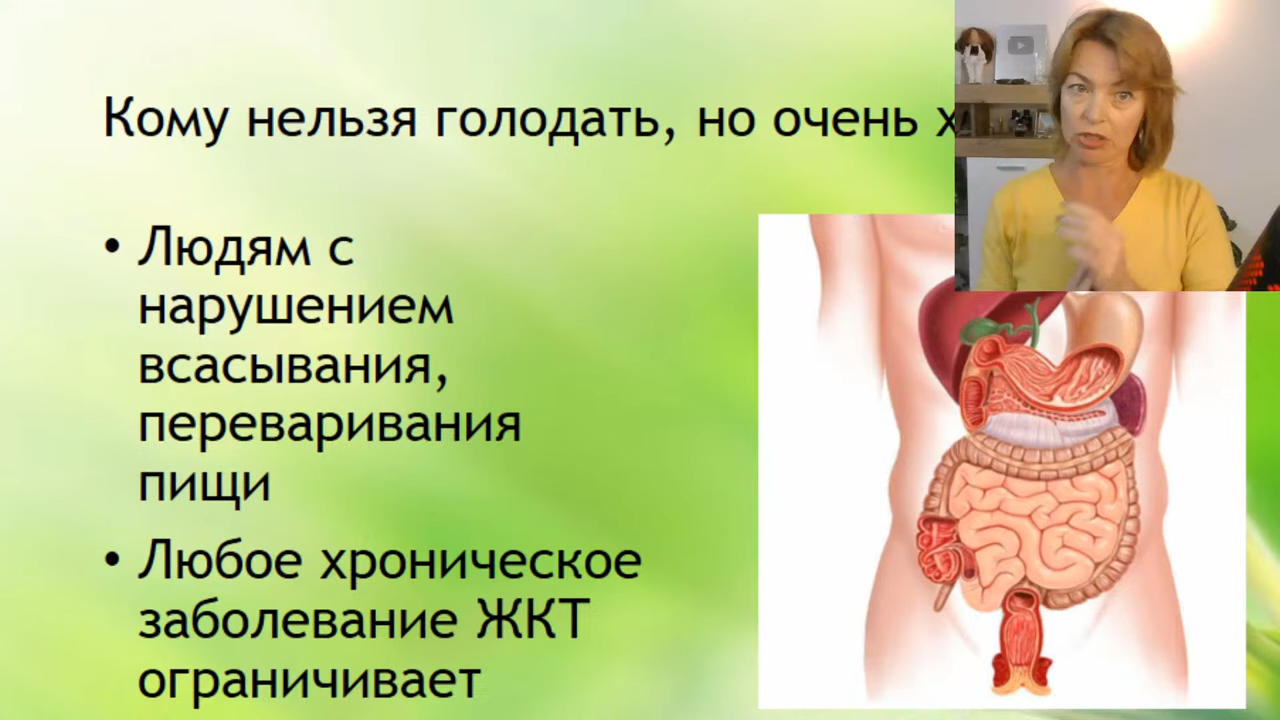 Кому нельзя голодать, но очень
• Людям с
нарушением
всасывания,
переваривания
пищи
• Любое хроническое
заболевание ЖКТ
ограничивает